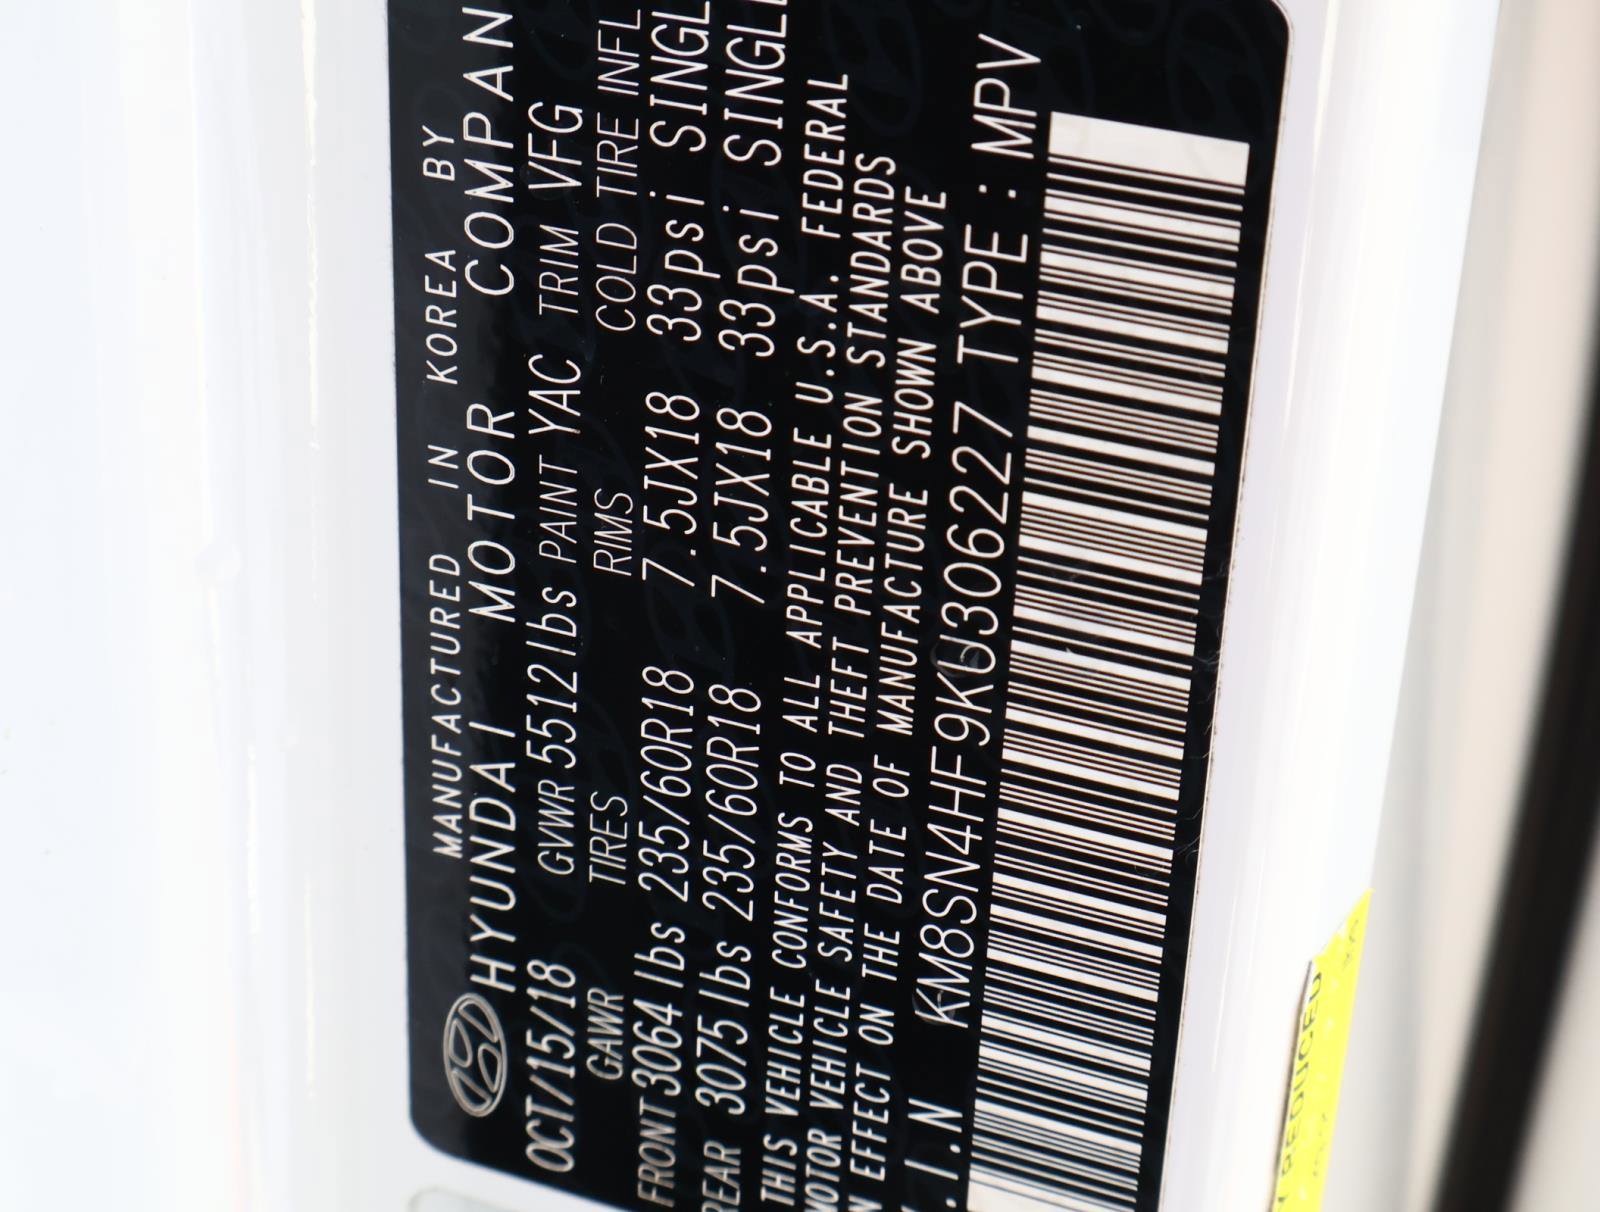 MANUFACTURED IN KOREA BY
HYUNDAI MOTOR COMPAN
OCT/15/18 GVWR 5512lbs PAINT YAC TRIM VFG
GAWR TIRES RIMS COLD TIRE INFL
FRONT 3064lbs 235/60R18 7.5JX18 33psi SINGL
REAR 3075lbs 235/60R18 7.5JX18 33psi SINGLE
THIS VEHICLE CONFORMS TO ALL APPLICABLE U.S.A. FEDERAL
MOTOR VEHICLE SAFETY AND THEFT PREVENTION STANDARDS
IN EFFECT ON THE DATE OF MANUFACTURE SHOWN ABOVE
V.I.N KM8SN4HF9KU306227 TYPE : MPV
REDUCED